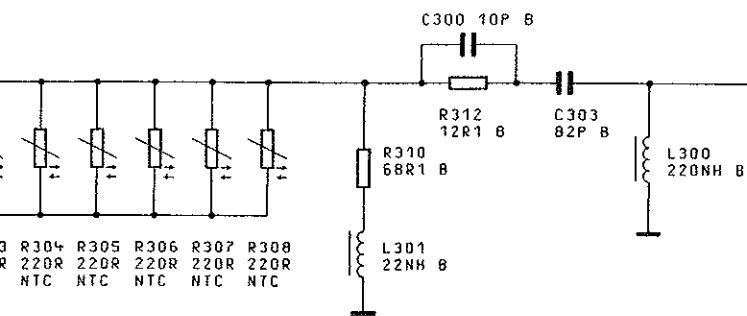 C300 10P B
R312
12R1 B
C303
82P B
R310
68R1 B
L300
220NH B
L301
22NH B
3 R304 R305 R306 R307 R308
R 220R 220R 220R 220R 220R
NTC NTC NTC NTC NTC